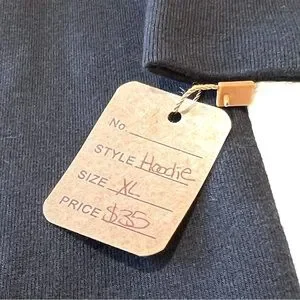 No.
STYLE Hoodie
SIZE XL
PRICE $35